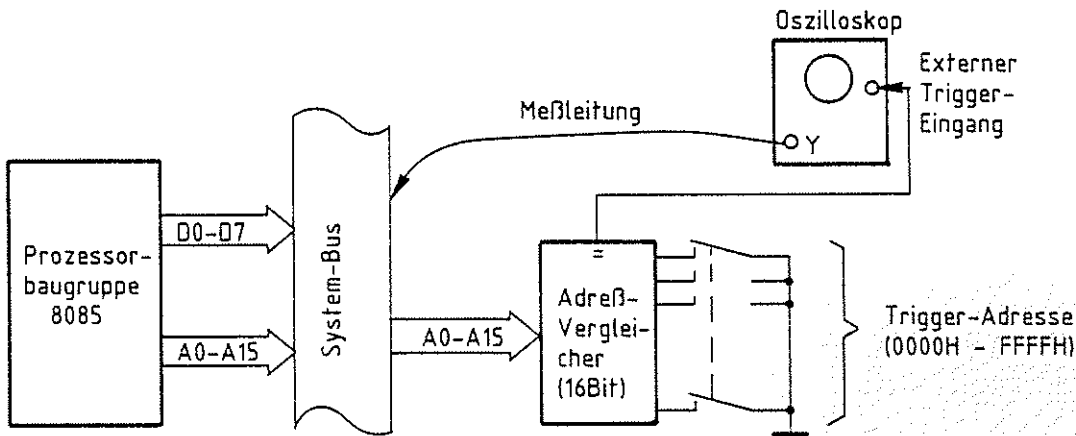 Oszilloskop
Externer
Trigger-
Eingang
Meßleitung
Y
Prozessor-
baugruppe
8085
D0-D7
A0-A15
System-Bus
A0-A15
=
Adreß-
Verglei-
cher
(16Bit)
Trigger-Adresse
(0000H - FFFFH)